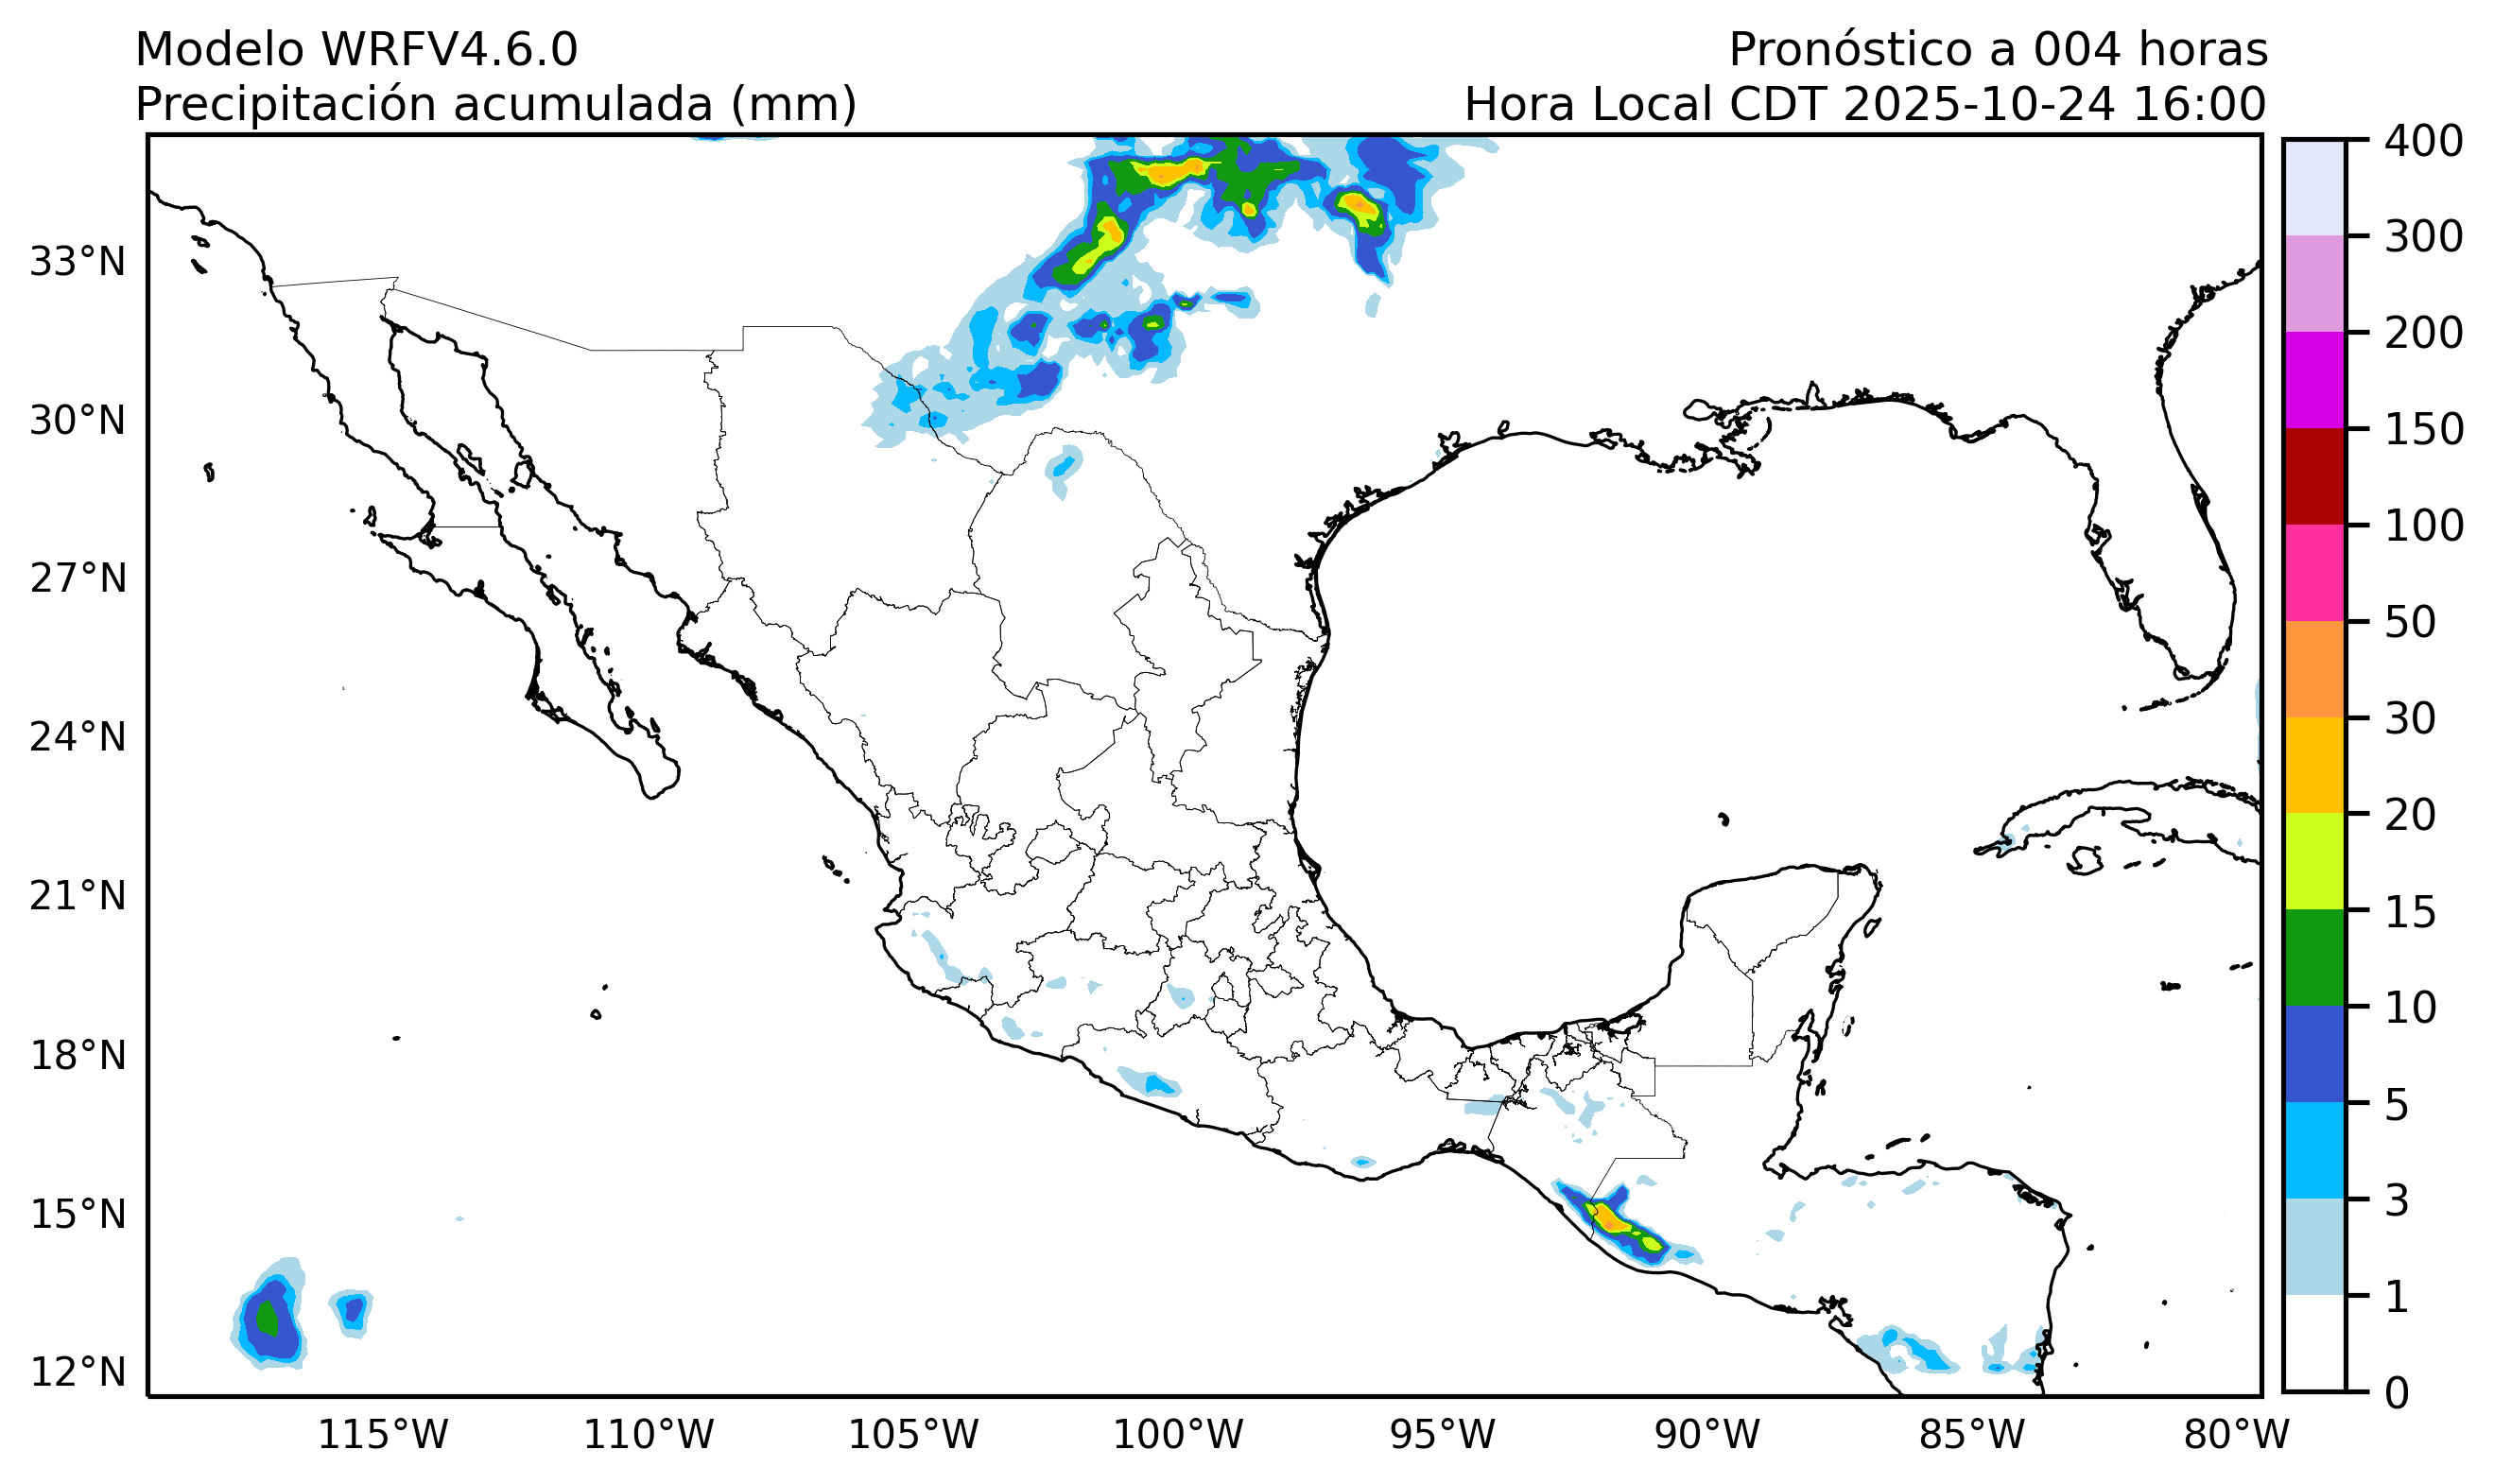 Modelo WRFV4.6.0
Pronóstico a 004 horas
Precipitación acumulada (mm)
Hora Local CDT 2025-10-24 16:00
33°N
30°N
27°N
24°N
21°N
18°N
15°N
12°N
115°W
110°W
105°W
100°W
95°W
90°W
85°W
80°W
400
300
200
150
100
50
30
20
15
10
5
3
1
0